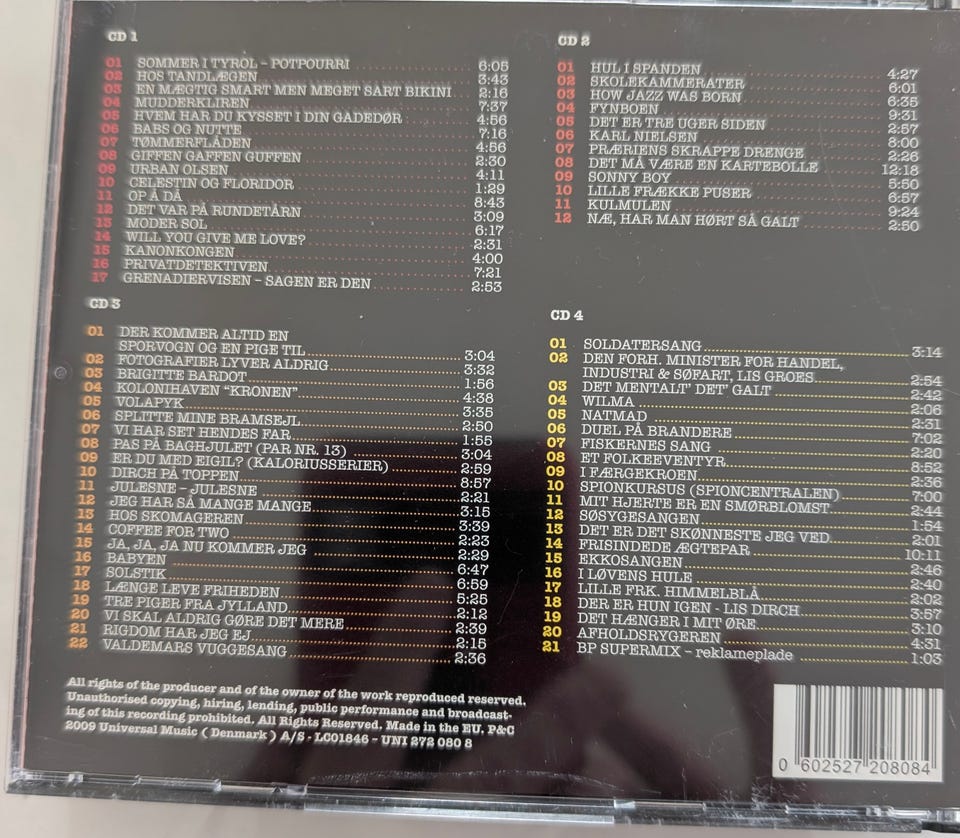 CD 1
01 SOMMER I TYROL – POTPOURRI 6:05
02 HOS TANDLÆGEN 3:43
03 EN MÆGTIG SMART MEN MEGET SART BIKINI 2:16
04 MUDDERKLIREN 7:37
05 HVEM HAR DU KYSSET I DIN GADEDØR 4:56
06 BABS OG NUTTE 7:16
07 TØMMERFLÅDEN 4:56
08 GIFFEN GAFFEN GUFFEN 2:30
09 URBAN OLSEN 4:11
10 CELESTIN OG FLORIDOR 1:29
11 OP Å DÅ 8:43
12 DET VAR PÅ RUNDETÅRN 3:09
13 MODER SOL 6:17
14 WILL YOU GIVE ME LOVE? 2:31
15 KANONKONGEN 4:00
16 PRIVATDETEKTIVEN 7:21
17 GRENADIERVISEN – SAGEN ER DEN 2:53
CD 2
01 HUL I SPANDEN 4:27
02 SKOLEKAMMERATER 6:01
03 HOW JAZZ WAS BORN 6:35
04 FYNBOEN 9:31
05 DET ER TRE UGER SIDEN 2:57
06 KARL NIELSEN 8:00
07 PRÆRIENS SKRAPPE DRENGE 2:26
08 DET MÅ VÆRE EN KARTEBOLLE 12:18
09 SONNY BOY 5:50
10 LILLE FRÆKKE PUSER 6:57
11 KULMULEN 9:24
12 NÆ, HAR MAN HØRT SÅ GALT 2:50
CD 3
01 DER KOMMER ALTID EN
SPORVOGN OG EN PIGE TIL 3:04
02 FOTOGRAFIER LYVER ALDRIG 3:32
03 BRIGITTE BARDOT 1:56
04 KOLONIHAVEN "KRONEN" 4:38
05 VOLAPYK 3:35
06 SPLITTE MINE BRAMSEJL 2:50
07 VI HAR SET HENDES FAR 1:55
08 PAS PÅ BAGHJULET (PAR NR. 13) 3:04
09 ER DU MED EIGIL? (KALORIUSSERIER) 2:59
10 DIRCH PÅ TOPPEN 8:57
11 JULESNE – JULESNE 2:21
12 JEG HAR SÅ MANGE MANGE 3:15
13 HOS SKOMAGEREN 3:39
14 COFFEE FOR TWO 2:23
15 JA, JA, JA NU KOMMER JEG 2:29
16 BABYEN 6:47
17 SOLSTIK 6:59
18 LÆNGE LEVE FRIHEDEN 5:25
19 TRE PIGER FRA JYLLAND 2:12
20 VI SKAL ALDRIG GØRE DET MERE 2:39
21 RIGDOM HAR JEG EJ 2:15
22 VALDEMARS VUGGESANG 2:36
CD 4
01 SOLDATERSANG 3:14
02 DEN FORH. MINISTER FOR HANDEL,
INDUSTRI & SØFART, LIS GROES 2:54
03 DET MENTALT' DET' GALT 2:42
04 WILMA 2:06
05 NATMAD 2:31
06 DUEL PÅ BRANDERE 7:02
07 FISKERNES SANG 2:20
08 ET FOLKEEVENTYR 8:52
09 I FÆRGEKROEN 2:36
10 SPIONKURSUS (SPIONCENTRALEN) 7:00
11 MIT HJERTE ER EN SMØRBLOMST 2:44
12 SØSYGESANGEN 1:54
13 DET ER DET SKØNNESTE JEG VED 2:01
14 FRISINDEDE ÆGTEPAR 10:11
15 EKKOSANGEN 2:46
16 I LØVENS HULE 2:40
17 LILLE FRK. HIMMELBLÅ 2:02
18 DER ER HUN IGEN - LIS DIRCH 3:57
19 DET HÆNGER I MIT ØRE 3:10
20 AFHOLDSRYGEREN 4:31
21 BP SUPERMIX – reklameplade 1:03
All rights of the producer and of the owner of the work reproduced reserved.
Unauthorised copying, hiring, lending, public performance and broadcast-
ing of this recording prohibited. All Rights Reserved. Made in the EU. P&C
2009 Universal Music ( Denmark ) A/S · LC01846 – UNI 272 080 8
0 602527 208084